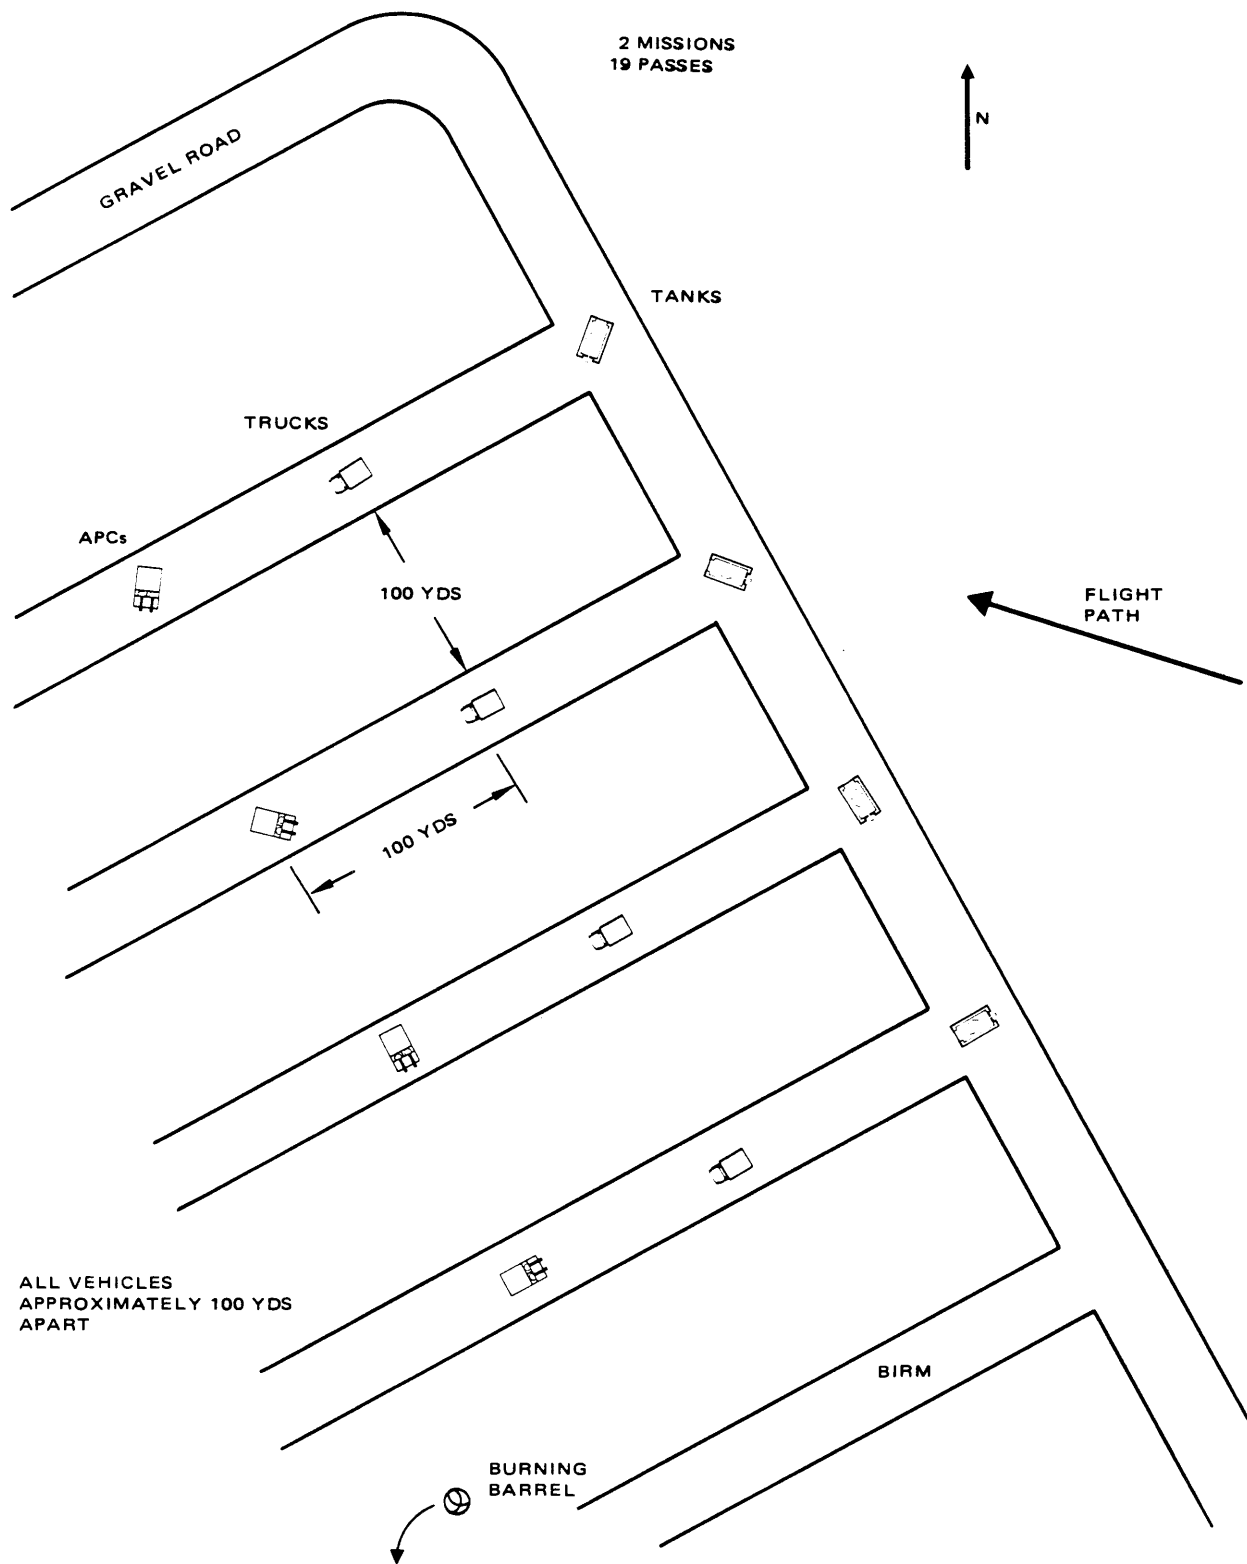 2 MISSIONS
19 PASSES
N
GRAVEL ROAD
TANKS
TRUCKS
APCs
100 YDS
FLIGHT
PATH
100 YDS
ALL VEHICLES
APPROXIMATELY 100 YDS
APART
BIRM
BURNING
BARREL